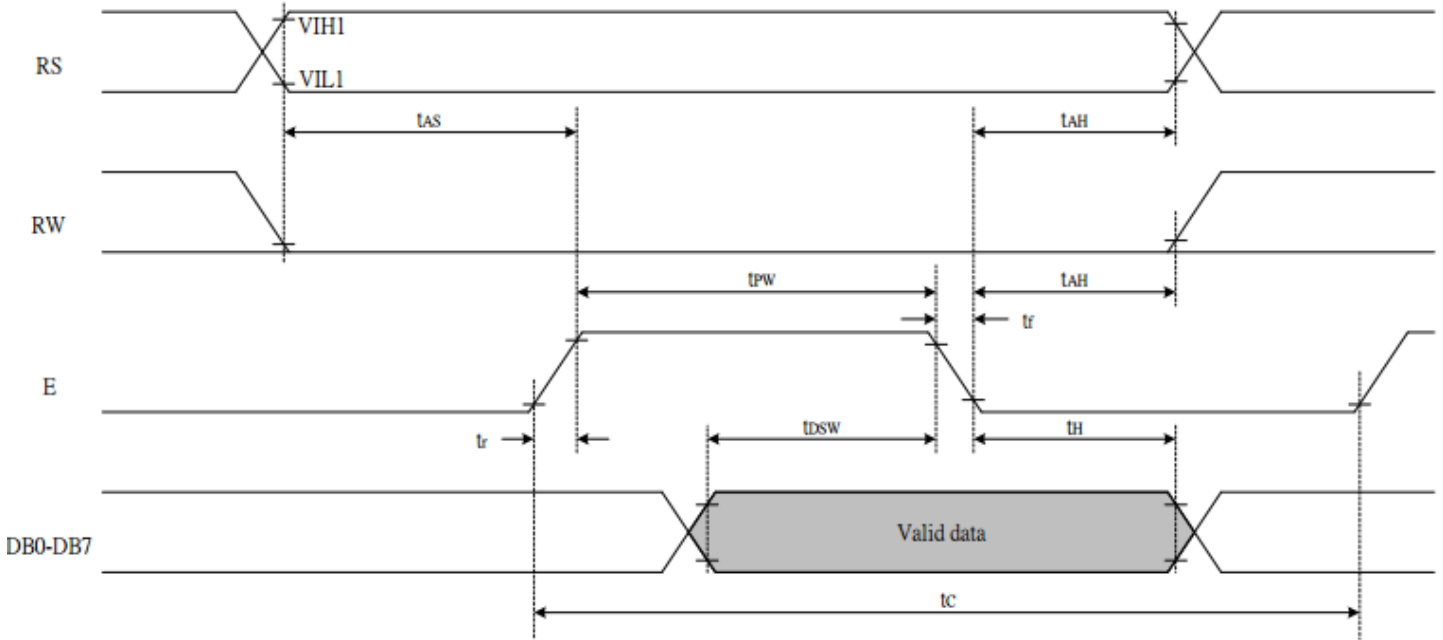 VIH1
RS
VIL1
tAS
tAH
RW
tPW
tAH
tf
E
tr
tDSW
tH
Valid data
DB0-DB7
tC